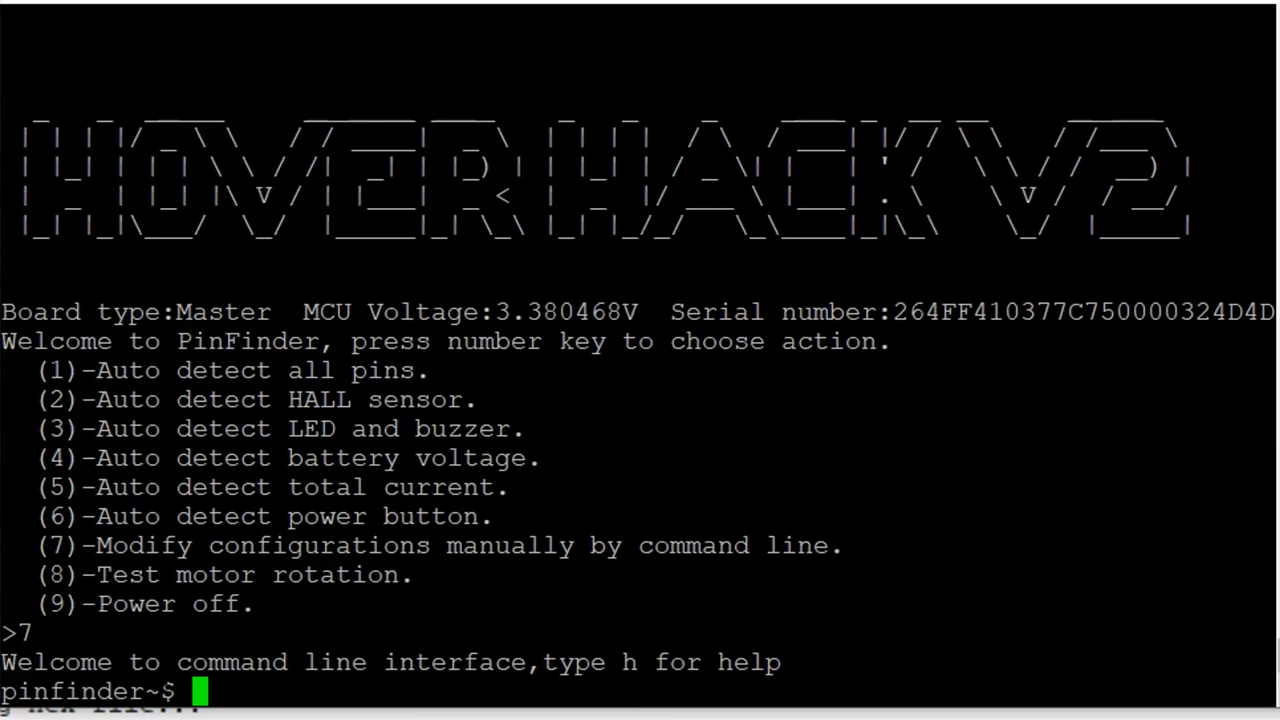 HOVER HACK V2
Board type:Master  MCU Voltage:3.380468V  Serial number:264FF410377C750000324D4D
Welcome to PinFinder, press number key to choose action.
(1)-Auto detect all pins.
(2)-Auto detect HALL sensor.
(3)-Auto detect LED and buzzer.
(4)-Auto detect battery voltage.
(5)-Auto detect total current.
(6)-Auto detect power button.
(7)-Modify configurations manually by command line.
(8)-Test motor rotation.
(9)-Power off.
>7
Welcome to command line interface,type h for help
pinfinder~$